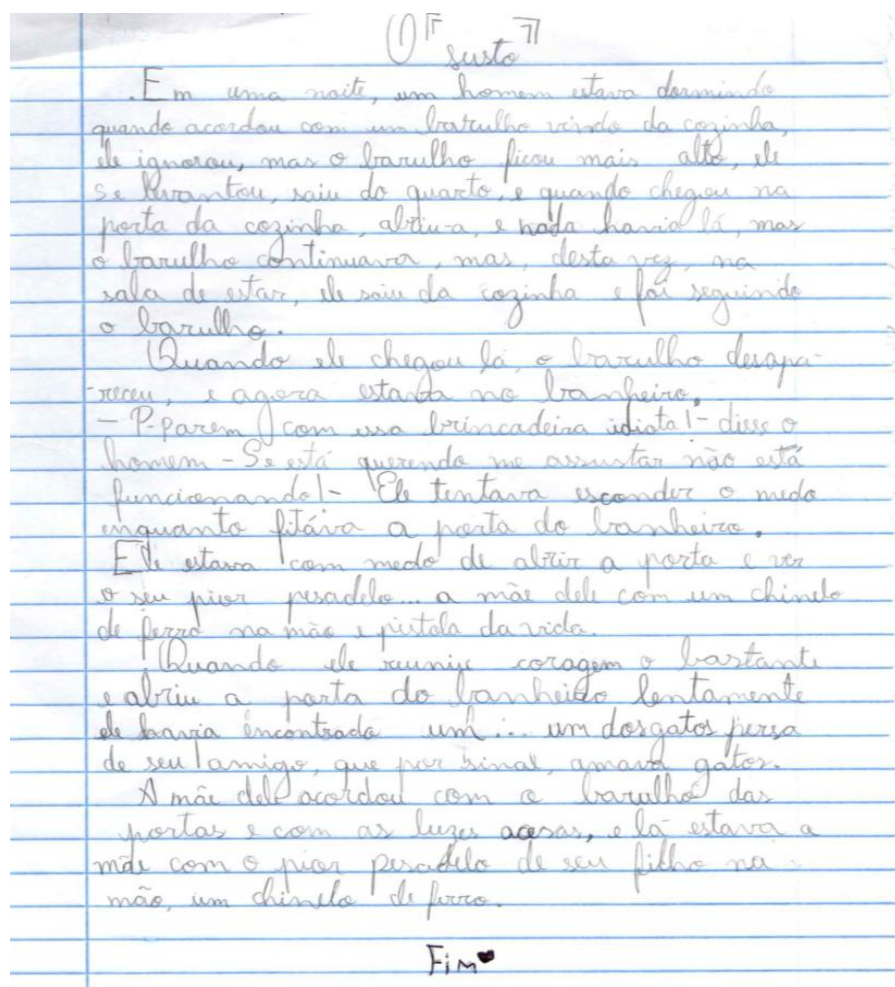 O『susto』
.Em uma noite, um homem estava dormindo
quando acordou com um barulho vindo da cozinha,
ele ignorou, mas o barulho ficou mais alto, ele
se levantou, saiu do quarto, e quando chegou na
porta da cozinha, abriu-a, e nada havia lá, mas
o barulho continuava, mas, desta vez, na
sala de estar, ele saiu da cozinha e foi seguindo
o barulho.
Quando ele chegou lá, o barulho desapa-
-receu, e agora estava no banheiro.
- P-parem com essa brincadeira idiota!- disse o
homem - Se está querendo me assustar não está
funcionando!- Ele tentava esconder o medo
enquanto fitáva a porta do banheiro.
Ele estava com medo de abrir a porta e ver
o seu pior pesadelo... a mãe dele com um chinelo
de ferro na mão e pistola da vida.
Quando ele reuniu coragem o bastante
e abriu a porta do banheiro lentamente
ele havia encontrado um... um dos gatos persa
de seu amigo, que por sinal, amava gatos.
A mãe dele acordou com o barulho das
portas e com as luzes acesas, e lá estava a
mãe com o pior pesadelo de seu filho na
mão, um chinelo de ferro.
Fim♥